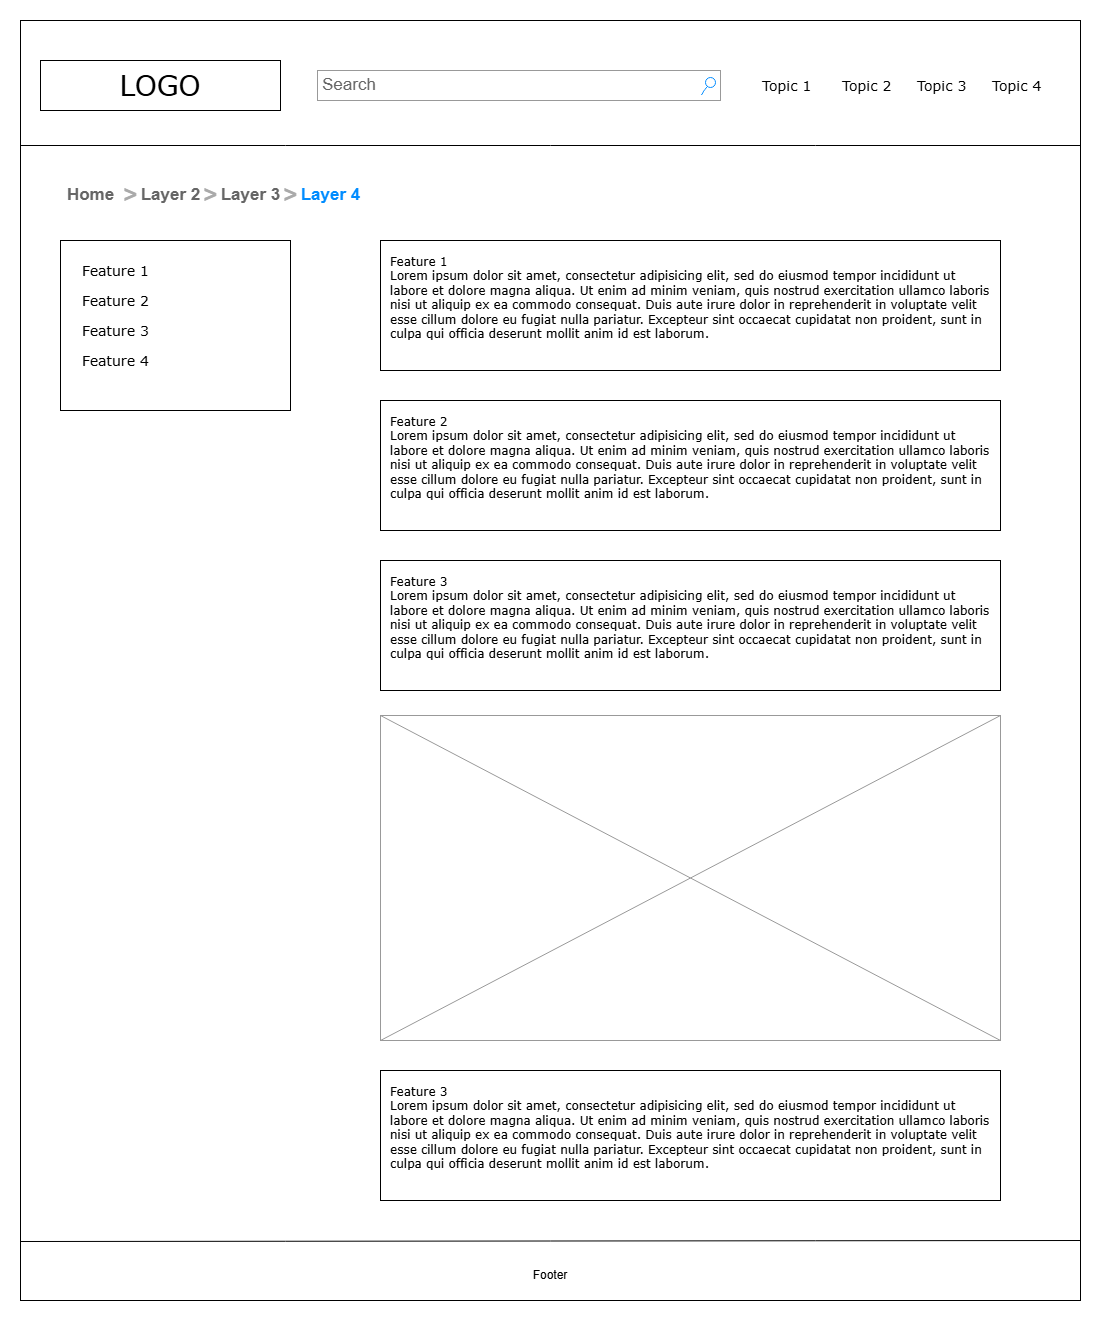 LOGO
Search
Topic 1 Topic 2 Topic 3 Topic 4
Home > Layer 2 > Layer 3 > Layer 4
Feature 1
Feature 2
Feature 3
Feature 4
Feature 1
Lorem ipsum dolor sit amet, consectetur adipisicing elit, sed do eiusmod tempor incididunt ut
labore et dolore magna aliqua. Ut enim ad minim veniam, quis nostrud exercitation ullamco laboris
nisi ut aliquip ex ea commodo consequat. Duis aute irure dolor in reprehenderit in voluptate velit
esse cillum dolore eu fugiat nulla pariatur. Excepteur sint occaecat cupidatat non proident, sunt in
culpa qui officia deserunt mollit anim id est laborum.
Feature 2
Lorem ipsum dolor sit amet, consectetur adipisicing elit, sed do eiusmod tempor incididunt ut
labore et dolore magna aliqua. Ut enim ad minim veniam, quis nostrud exercitation ullamco laboris
nisi ut aliquip ex ea commodo consequat. Duis aute irure dolor in reprehenderit in voluptate velit
esse cillum dolore eu fugiat nulla pariatur. Excepteur sint occaecat cupidatat non proident, sunt in
culpa qui officia deserunt mollit anim id est laborum.
Feature 3
Lorem ipsum dolor sit amet, consectetur adipisicing elit, sed do eiusmod tempor incididunt ut
labore et dolore magna aliqua. Ut enim ad minim veniam, quis nostrud exercitation ullamco laboris
nisi ut aliquip ex ea commodo consequat. Duis aute irure dolor in reprehenderit in voluptate velit
esse cillum dolore eu fugiat nulla pariatur. Excepteur sint occaecat cupidatat non proident, sunt in
culpa qui officia deserunt mollit anim id est laborum.
Feature 3
Lorem ipsum dolor sit amet, consectetur adipisicing elit, sed do eiusmod tempor incididunt ut
labore et dolore magna aliqua. Ut enim ad minim veniam, quis nostrud exercitation ullamco laboris
nisi ut aliquip ex ea commodo consequat. Duis aute irure dolor in reprehenderit in voluptate velit
esse cillum dolore eu fugiat nulla pariatur. Excepteur sint occaecat cupidatat non proident, sunt in
culpa qui officia deserunt mollit anim id est laborum.
Footer